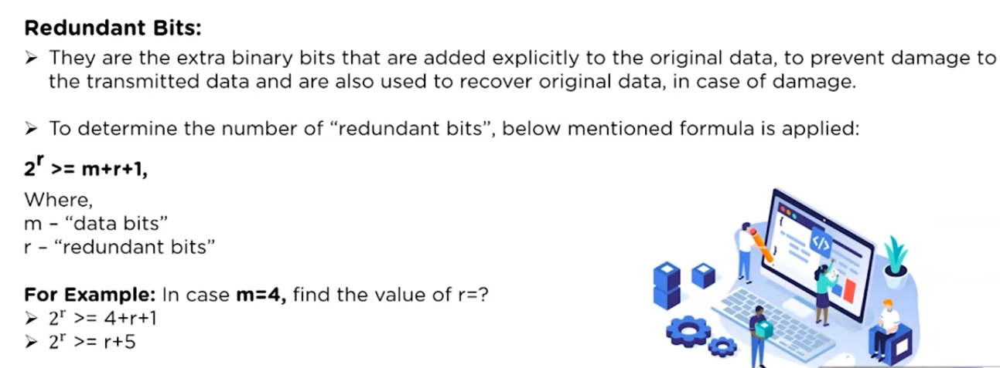 Redundant Bits:
➢ They are the extra binary bits that are added explicitly to the original data, to prevent damage to
the transmitted data and are also used to recover original data, in case of damage.
➢ To determine the number of “redundant bits”, below mentioned formula is applied:
2ʳ >= m+r+1,
Where,
m – “data bits”
r – “redundant bits”
For Example: In case m=4, find the value of r=?
➢ 2ʳ >= 4+r+1
➢ 2ʳ >= r+5
{
</>
}